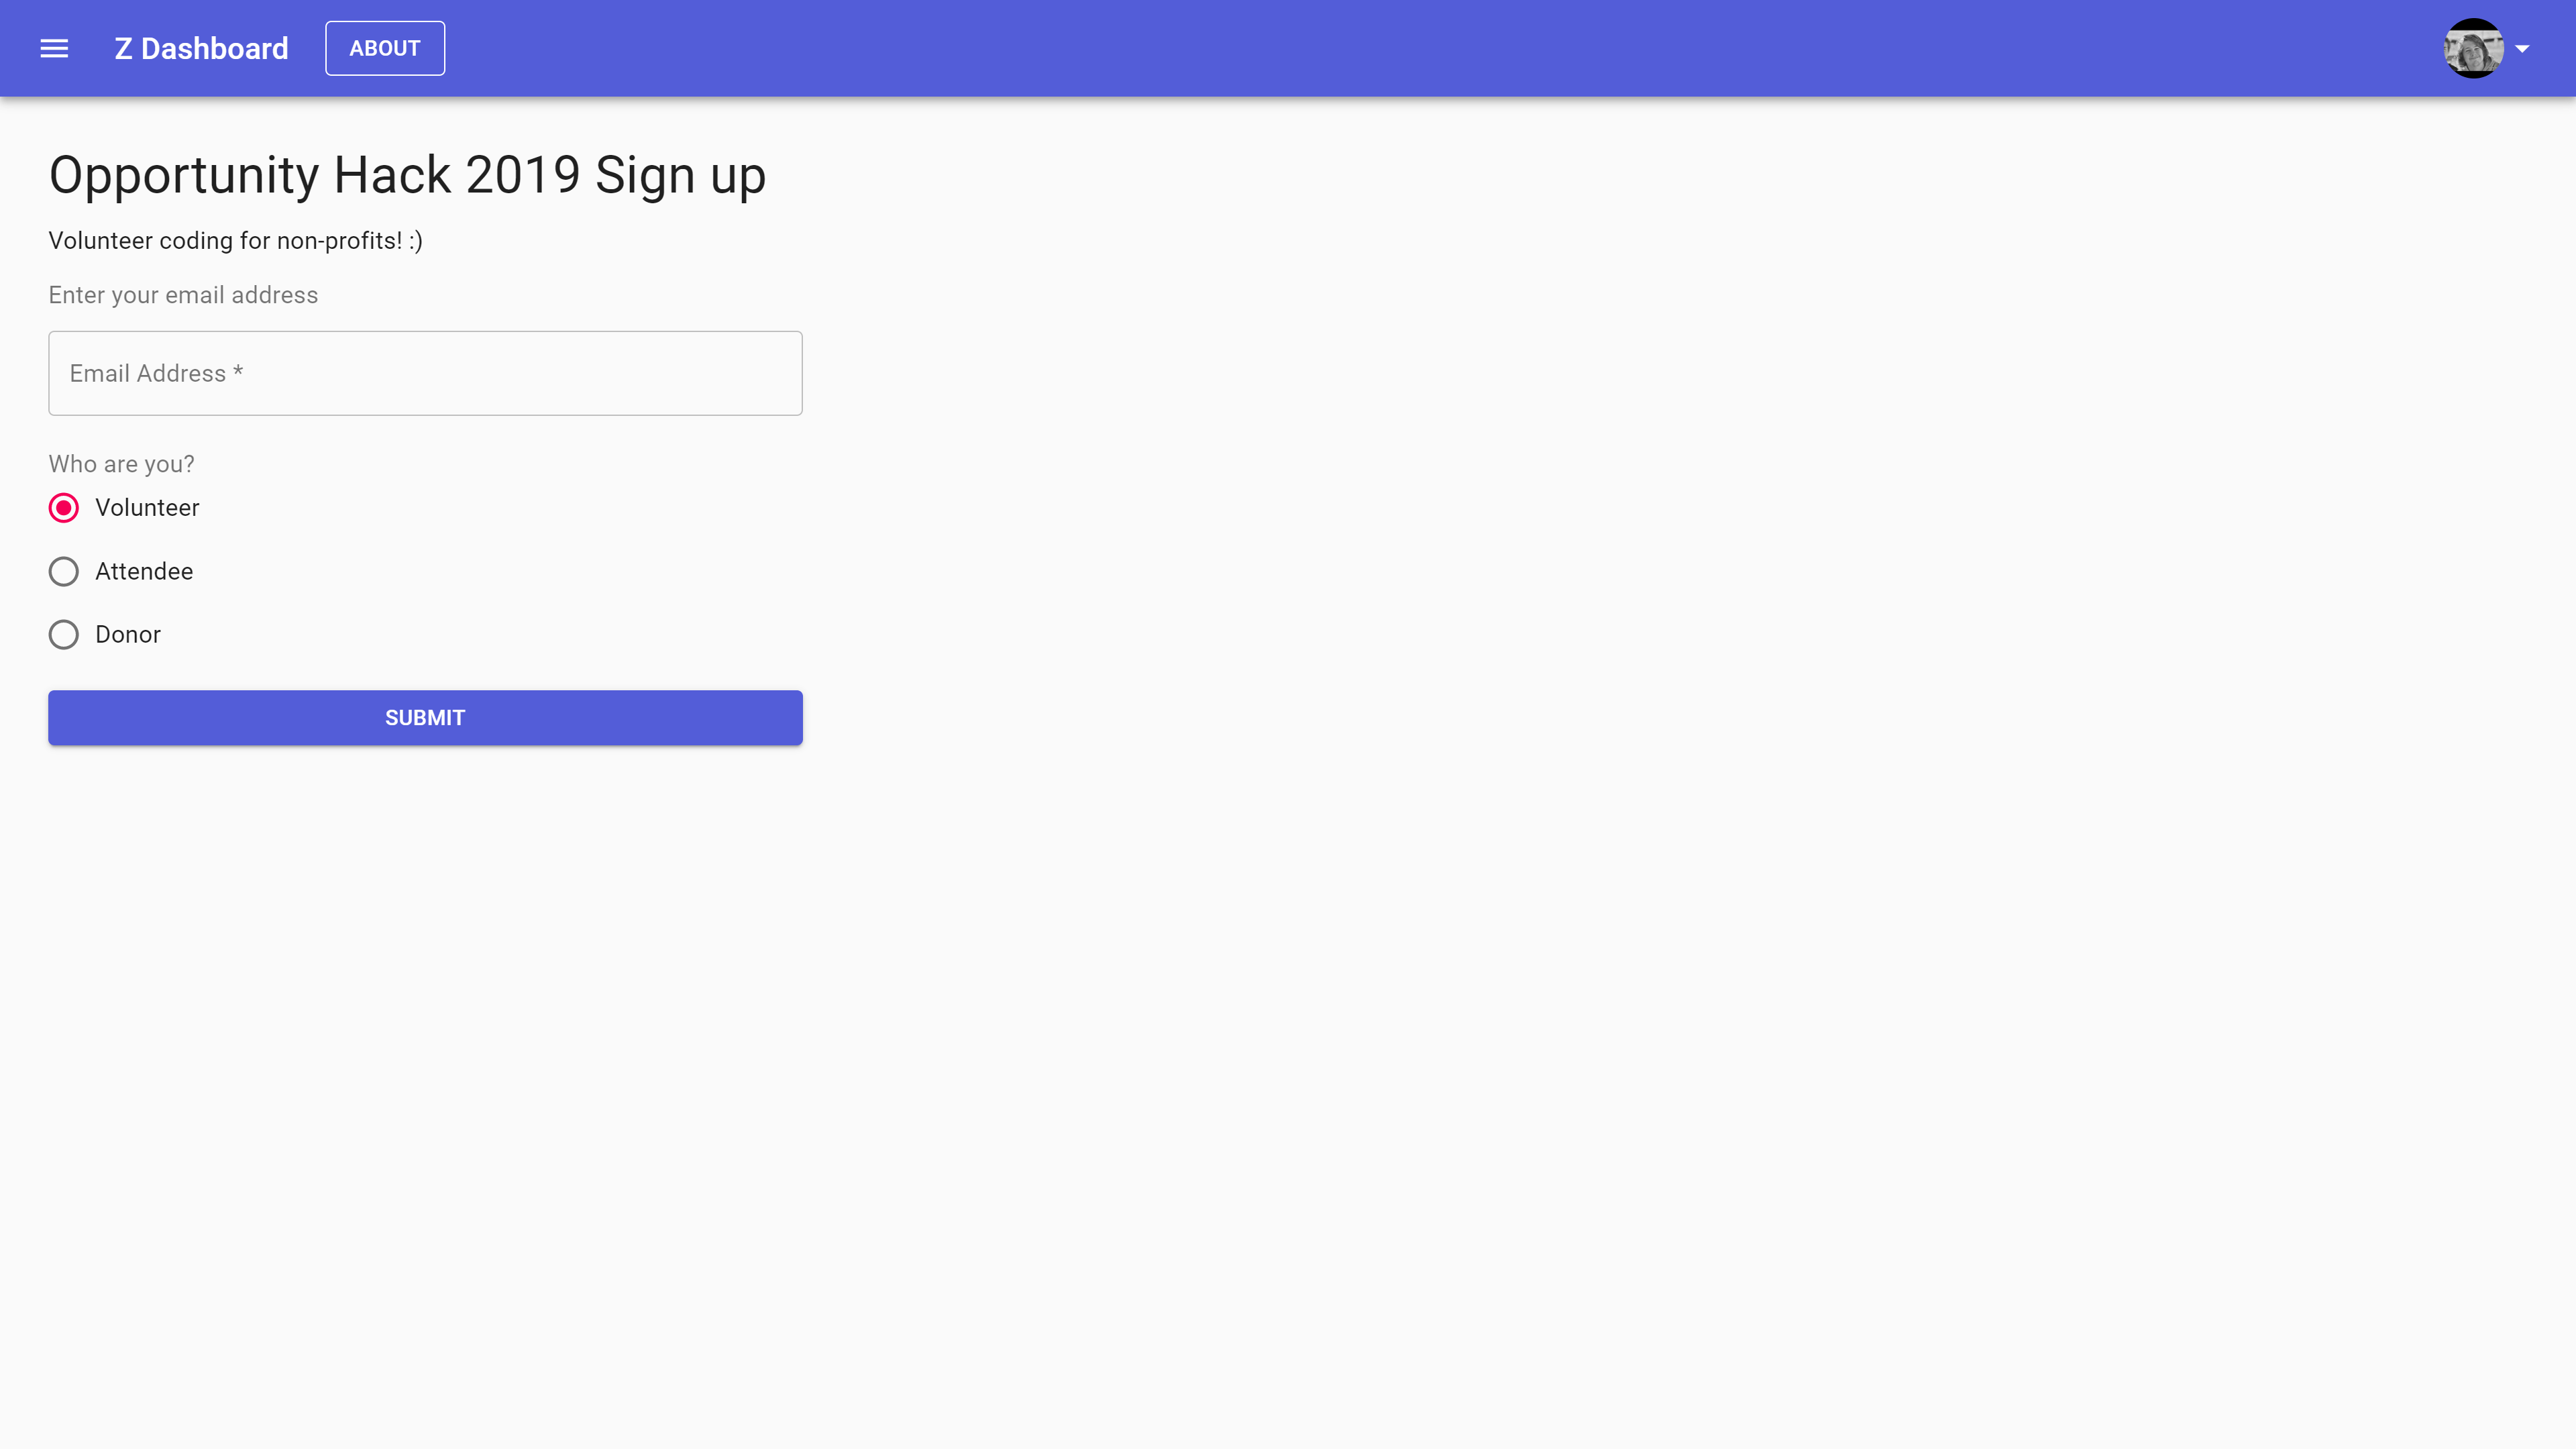 Z Dashboard
ABOUT
Opportunity Hack 2019 Sign up
Volunteer coding for non-profits! :)
Enter your email address
Email Address *
Who are you?
Volunteer
Attendee
Donor
SUBMIT